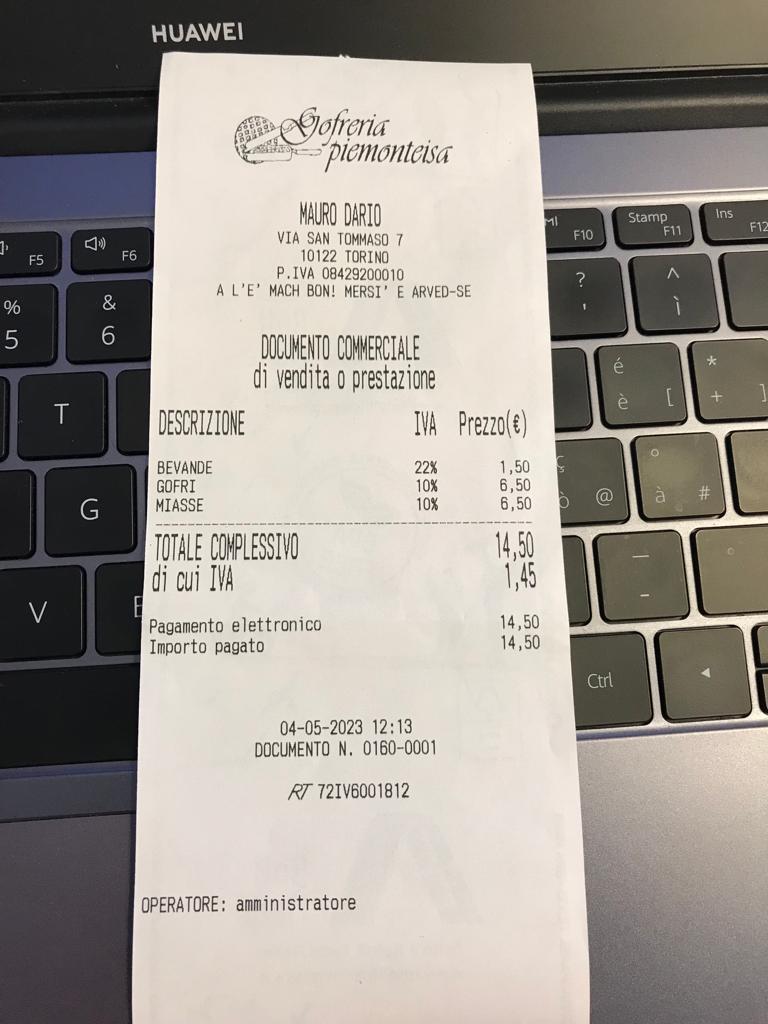 HUAWEI
Gofreria
piemonteisa
MAURO DARIO
VIA SAN TOMMASO 7
10122 TORINO
P.IVA 08429200010
A L'E' MACH BON! MERSI' E ARVED-SE
DOCUMENTO COMMERCIALE
di vendita o prestazione
DESCRIZIONE IVA Prezzo(€)
BEVANDE 22% 1,50
GOFRI 10% 6,50
MIASSE 10% 6,50
TOTALE COMPLESSIVO 14,50
di cui IVA 1,45
Pagamento elettronico 14,50
Importo pagato 14,50
04-05-2023 12:13
DOCUMENTO N. 0160-0001
RT 72IV6001812
OPERATORE: amministratore
F5 F6
F10 Stamp F11 Ins F12
% 5 & 6
? ' ^ ì
T
é è [ * + ]
G
ç ò @ ° à #
V
— -
Ctrl